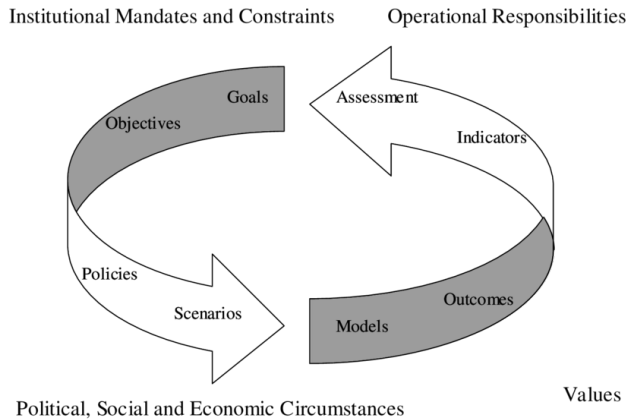 Institutional Mandates and Constraints
Operational Responsibilities
Goals
Assessment
Objectives
Indicators
Policies
Scenarios
Outcomes
Models
Values
Political, Social and Economic Circumstances